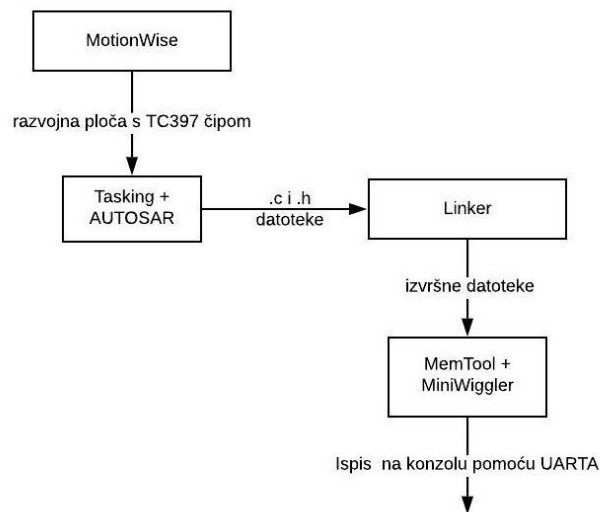 MotionWise
razvojna ploča s TC397 čipom
Tasking +
AUTOSAR
.c i .h
datoteke
Linker
izvršne datoteke
MemTool +
MiniWiggler
Ispis na konzolu pomoću UARTA